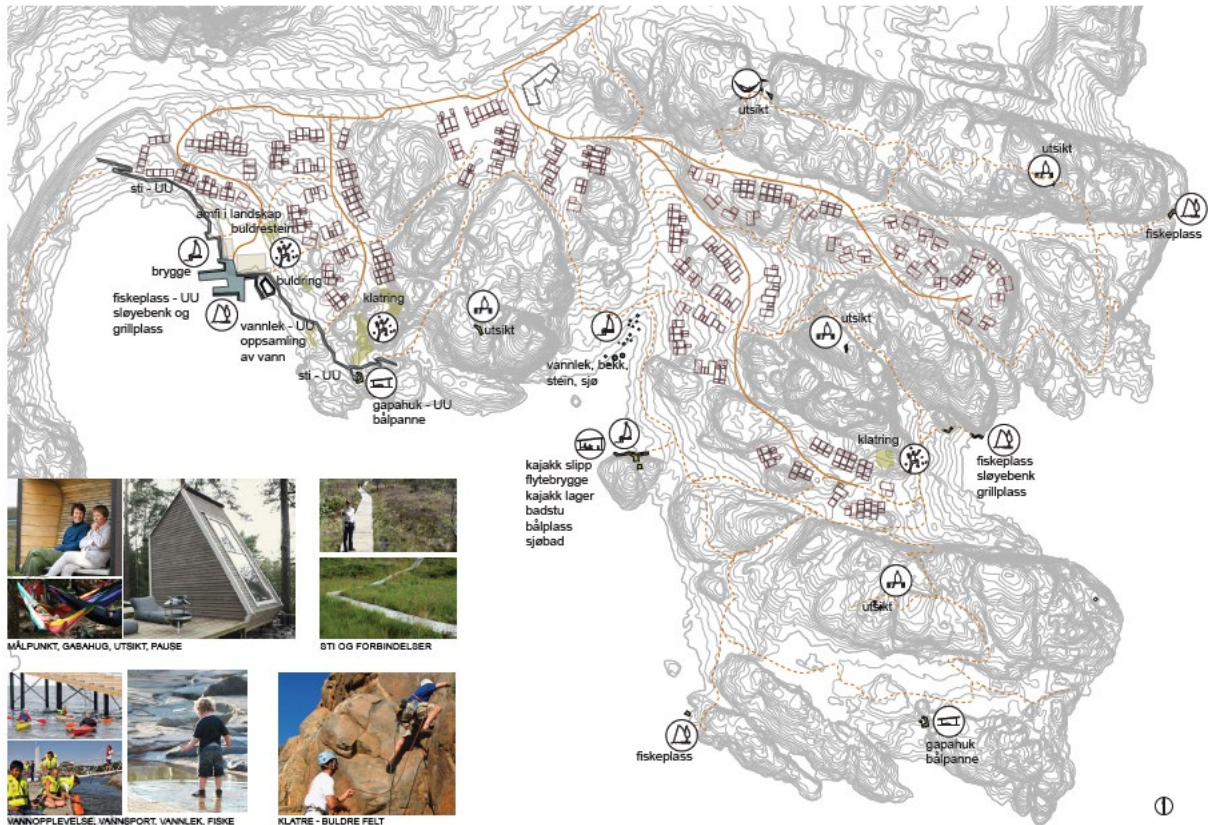 utsikt
utsikt
fiskeplass
sti - UU
amfi i landskap
buldrestein
brygge
buldring
fiskeplass - UU
sløyebenk og
grillplass
klatring
vannlek - UU
oppsamling
av vann
utsikt
utsikt
vannlek, bekk,
stein, sjø
sti - UU
gapahuk - UU
bålpanne
klatring
kajakk slipp
flytebrygge
kajakk lager
badstu
bålplass
sjøbad
fiskeplass
sløyebenk
grillplass
utsikt
MÅLPUNKT, GABAHUG, UTSIKT, PAUSE
STI OG FORBINDELSER
fiskeplass
gapahuk
bålpanne
VANNOPPLEVELSE, VANNSPORT, VANNLEK, FISKE
KLATRE - BULDRE FELT